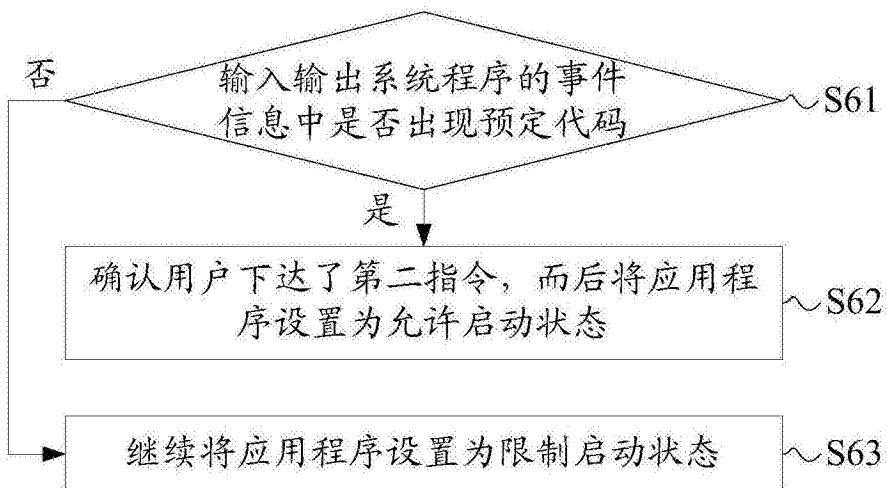 否
输入输出系统程序的事件
信息中是否出现预定代码
S61
是
确认用户下达了第二指令，而后将应用程
序设置为允许启动状态
S62
继续将应用程序设置为限制启动状态
S63